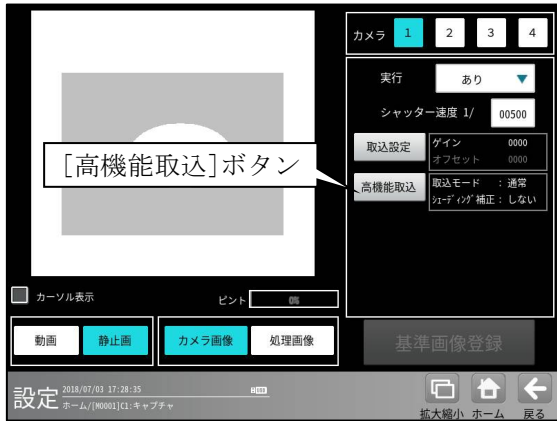 カメラ 1 2 3 4
実行 あり
シャッター速度 1/ 00500
取込設定 ゲイン 0000
オフセット 0000
高機能取込 取込モード : 通常
シェーディング補正 : しない
[高機能取込]ボタン
カーソル表示 ピント 0%
動画 静止画 カメラ画像 処理画像
基準画像登録
設定 2018/07/03 17:28:35
ホーム/[M0001]C1:キャプチャ
拡大縮小 ホーム 戻る